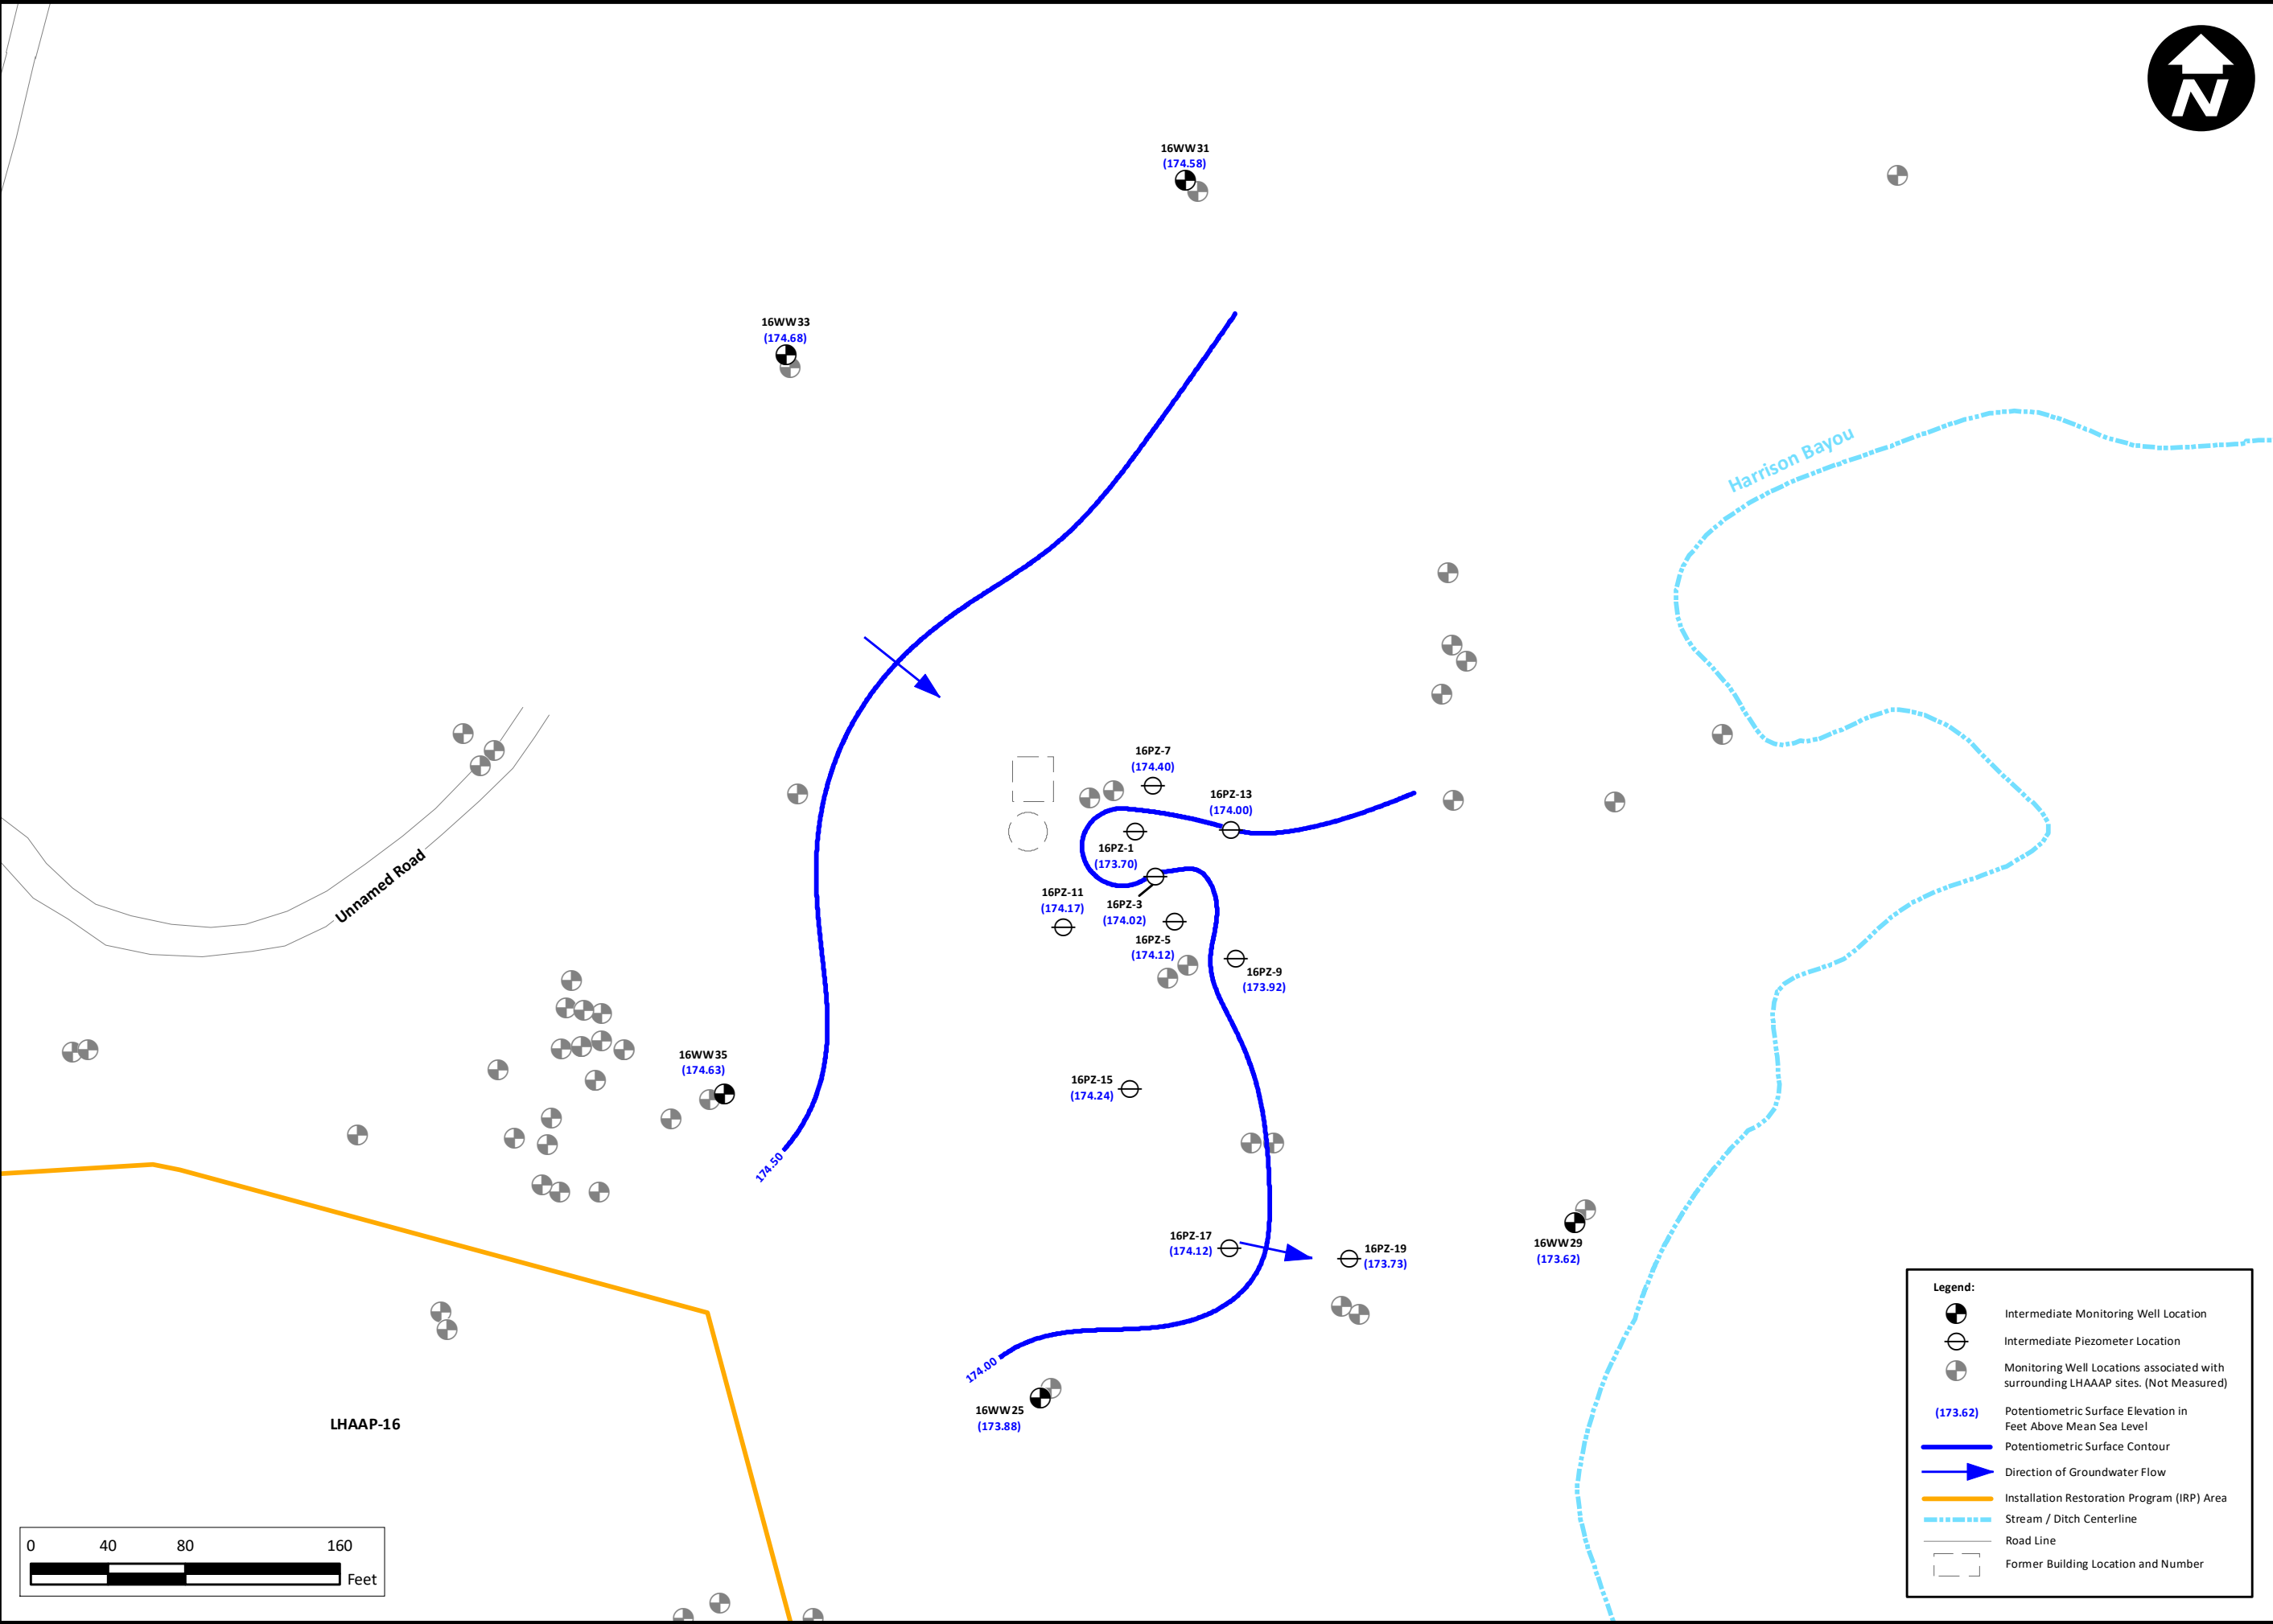 N
16WW31
(174.58)
16WW33
(174.68)
Harrison Bayou
16PZ-7
(174.40)
16PZ-13
(174.00)
16PZ-1
(173.70)
16PZ-11
(174.17)
16PZ-3
(174.02)
16PZ-5
(174.12)
16PZ-9
(173.92)
Unnamed Road
16WW35
(174.63)
16PZ-15
(174.24)
174.50
16PZ-17
(174.12)
16PZ-19
(173.73)
16WW29
(173.62)
174.00
16WW25
(173.88)
LHAAP-16
0 40 80 160
Feet
Legend:
Intermediate Monitoring Well Location
Intermediate Piezometer Location
Monitoring Well Locations associated with
surrounding LHAAAP sites. (Not Measured)
(173.62) Potentiometric Surface Elevation in
Feet Above Mean Sea Level
Potentiometric Surface Contour
Direction of Groundwater Flow
Installation Restoration Program (IRP) Area
Stream / Ditch Centerline
Road Line
Former Building Location and Number